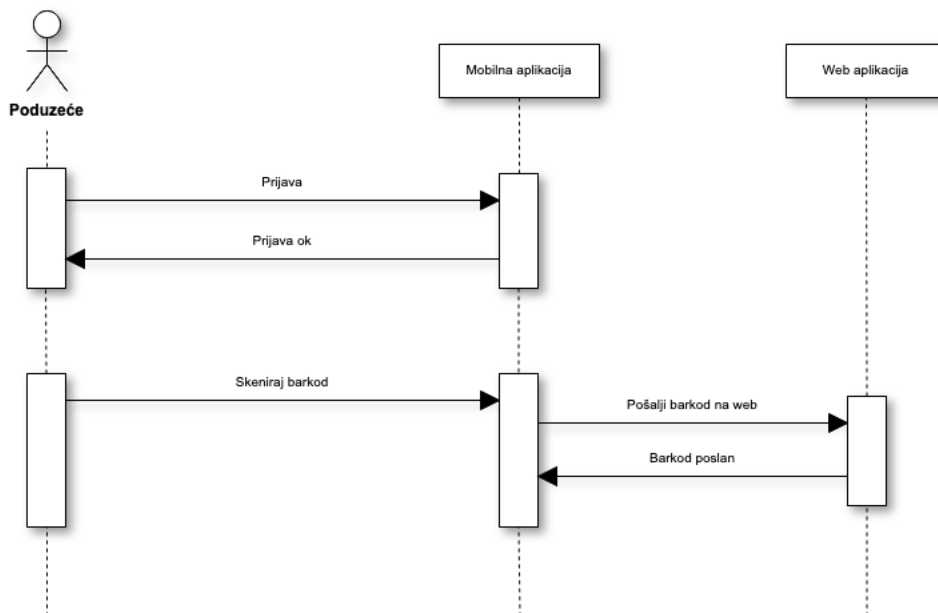 Mobilna aplikacija
Web aplikacija
Poduzeće
Prijava
Prijava ok
Skeniraj barkod
Pošalji barkod na web
Barkod poslan